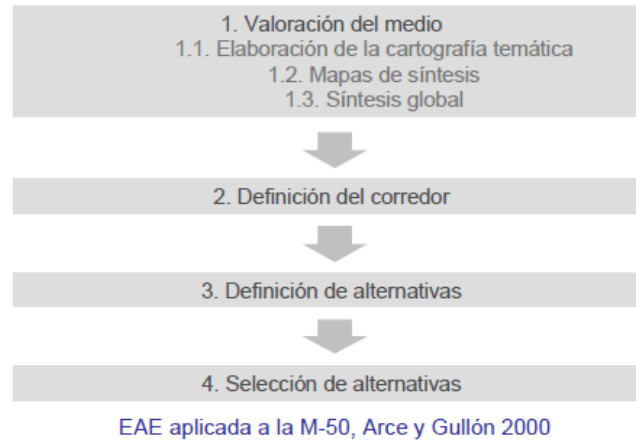 1. Valoración del medio
1.1. Elaboración de la cartografía temática
1.2. Mapas de síntesis
1.3. Síntesis global
2. Definición del corredor
3. Definición de alternativas
4. Selección de alternativas
EAE aplicada a la M-50, Arce y Gullón 2000